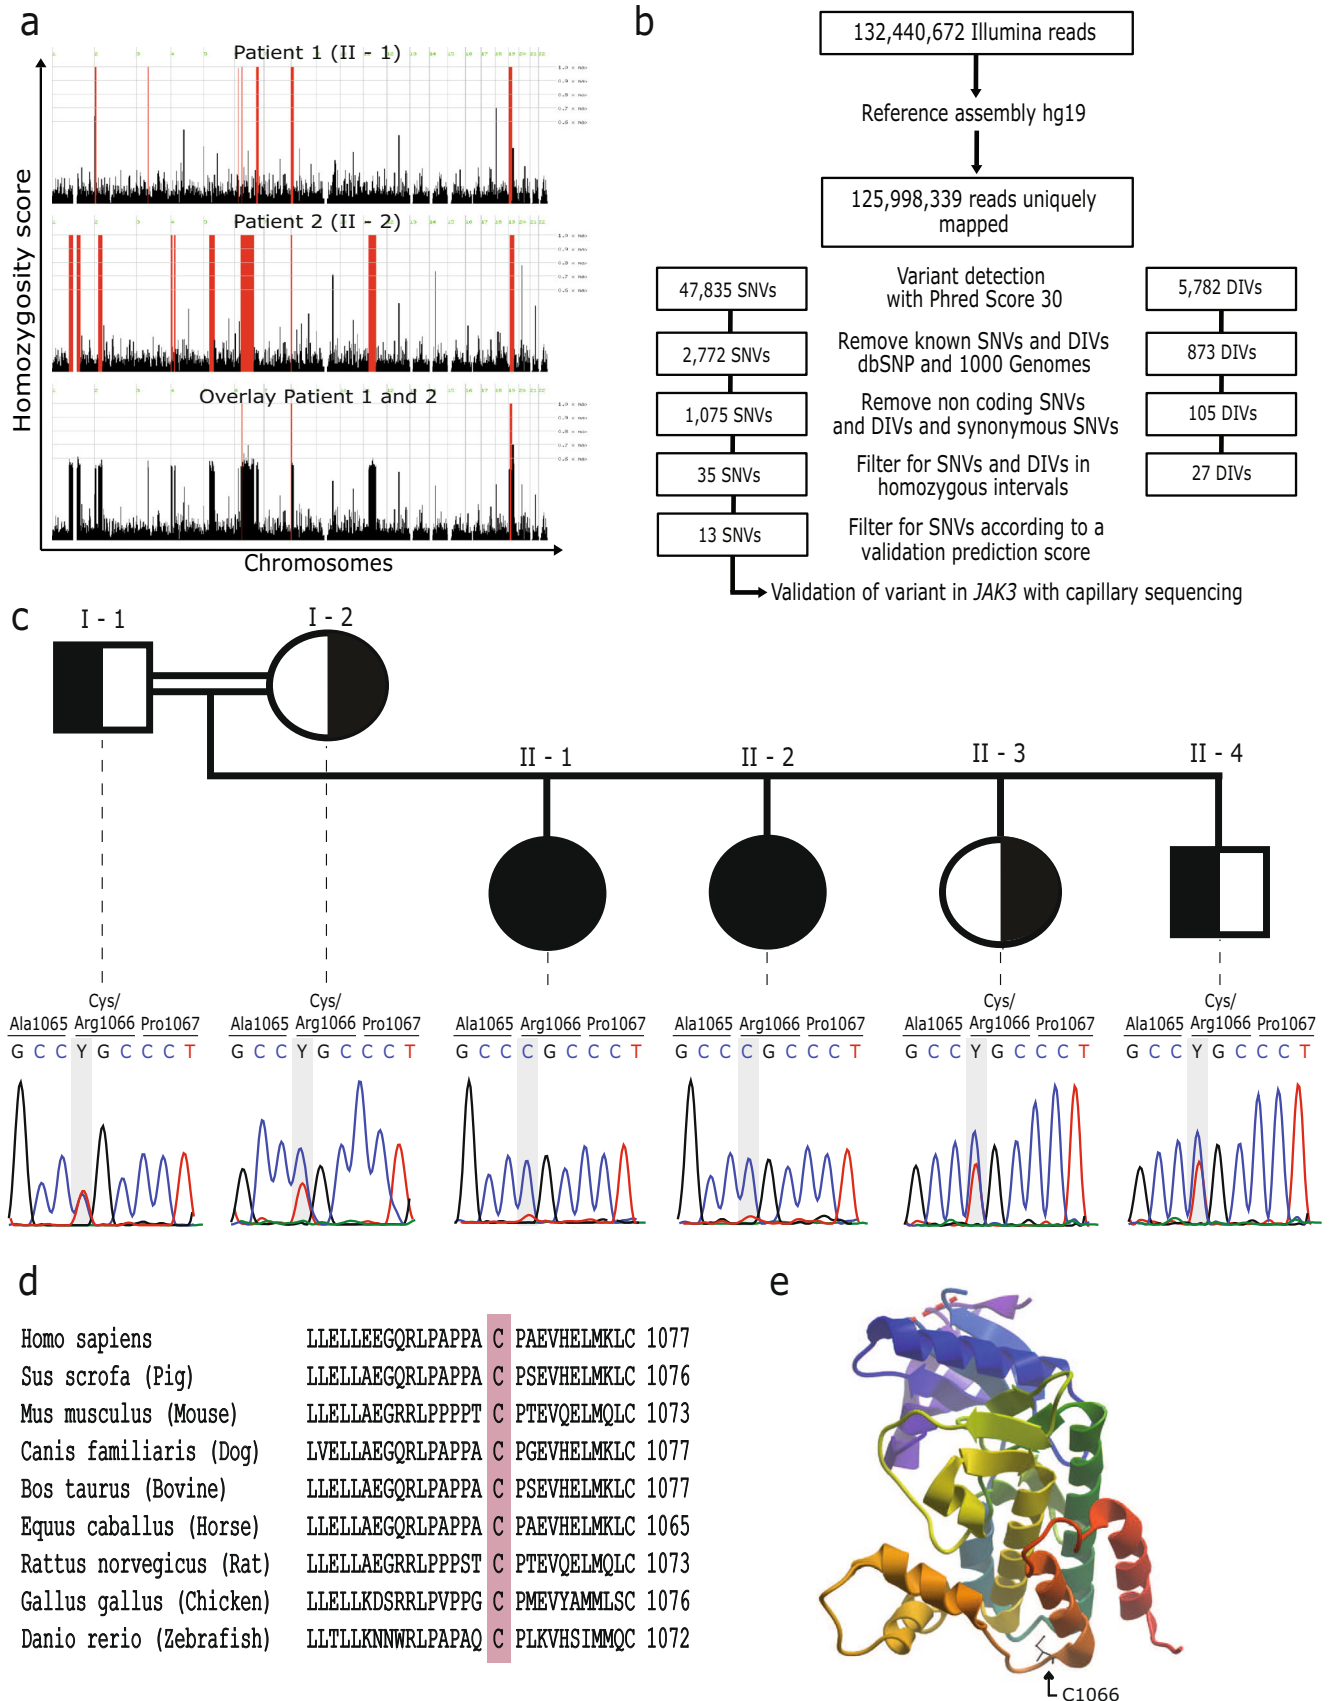 a
Patient 1 (II - 1)
Patient 2 (II - 2)
Overlay Patient 1 and 2
Homozygosity score
Chromosomes
b
132,440,672 Illumina reads
Reference assembly hg19
125,998,339 reads uniquely
mapped
47,835 SNVs
Variant detection
with Phred Score 30
5,782 DIVs
2,772 SNVs
Remove known SNVs and DIVs
dbSNP and 1000 Genomes
873 DIVs
1,075 SNVs
Remove non coding SNVs
and DIVs and synonymous SNVs
105 DIVs
35 SNVs
Filter for SNVs and DIVs in
homozygous intervals
27 DIVs
13 SNVs
Filter for SNVs according to a
validation prediction score
Validation of variant in JAK3 with capillary sequencing
c
I - 1
I - 2
II - 1
II - 2
II - 3
II - 4
Cys/
Ala1065 Arg1066 Pro1067
G C C Y G C C C T
Cys/
Ala1065 Arg1066 Pro1067
G C C Y G C C C T
Ala1065 Arg1066 Pro1067
G C C C G C C C T
Ala1065 Arg1066 Pro1067
G C C C G C C C T
Cys/
Ala1065 Arg1066 Pro1067
G C C Y G C C C T
Cys/
Ala1065 Arg1066 Pro1067
G C C Y G C C C T
d
Homo sapiens LLELLEEGQRLPAPPA C PAEVHELMKLC 1077
Sus scrofa (Pig) LLELLAEGQRLPAPPA C PSEVHELMKLC 1076
Mus musculus (Mouse) LLELLAEGRRLPPPPT C PTEVQELMQLC 1073
Canis familiaris (Dog) LVELLAEGQRLPAPPA C PGEVHELMKLC 1077
Bos taurus (Bovine) LLELLAEGQRLPAPPA C PSEVHELMKLC 1077
Equus caballus (Horse) LLELLAEGQRLPAPPA C PAEVHELMKLC 1065
Rattus norvegicus (Rat) LLELLAEGRRLPPPST C PTEVQELMQLC 1073
Gallus gallus (Chicken) LLELLKDSRRLPVPPG C PMEVYAMMLSC 1076
Danio rerio (Zebrafish) LLTLLKNNWRLPAPAQ C PLKVHSIMMQC 1072
e
C1066